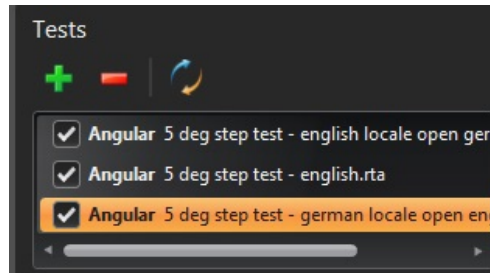 Tests
Angular 5 deg step test - english locale open ger
Angular 5 deg step test - english.rta
Angular 5 deg step test - german locale open eng